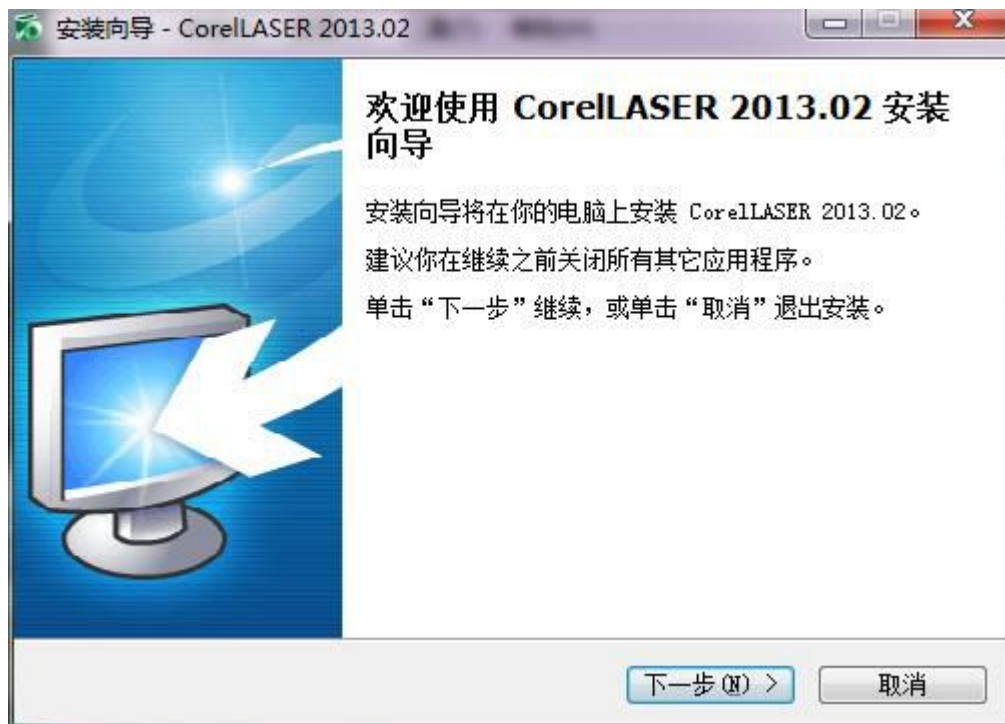 安装向导 - CorelLASER 2013.02
欢迎使用 CorelLASER 2013.02 安装
向导
安装向导将在你的电脑上安装 CorelLASER 2013.02。
建议你在继续之前关闭所有其它应用程序。
单击“下一步”继续，或单击“取消”退出安装。
下一步(N) >
取消